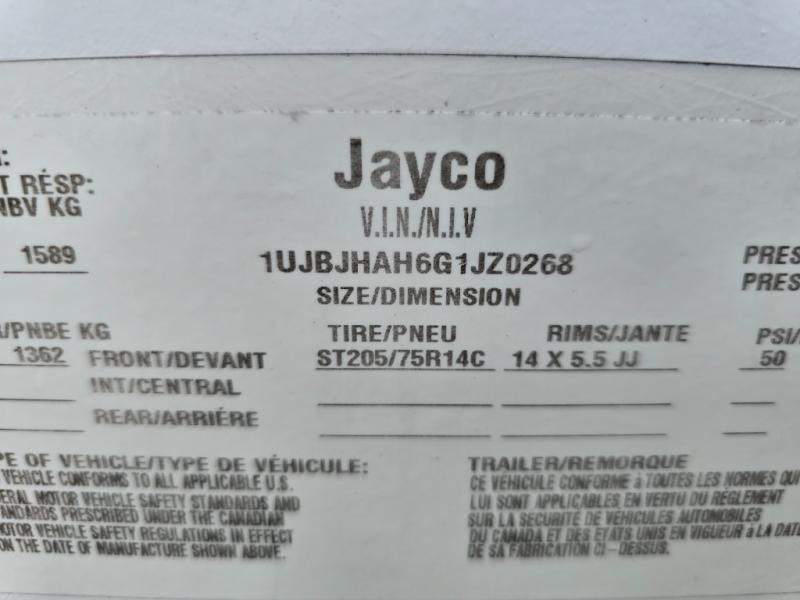 Jayco
T RÉSP:
V.I.N./N.I.V
KG
1589
1UJBJHAH6G1JZ0268
PRES
SIZE/DIMENSION
PRES
/PNBE KG
TIRE/PNEU
RIMS/JANTE
PSI/
1362 FRONT/DEVANT ST205/75R14C 14 X 5.5 JJ 50
INT/CENTRAL
REAR/ARRIÉRE
PE OF VEHICLE/TYPE DE VÉHICULE: TRAILER/REMORQUE
VEHICLE CONFORMS TO ALL APPLICABLE U.S.
ERAL MOTOR VEHICLE SAFETY STANDARDS AND
ANDARDS PRESCRIBED UNDER THE CANADIAN
OTOR VEHICLE SAFETY REGULATIONS IN EFFECT
ON THE DATE OF MANUFACTURE SHOWN ABOVE.
CE VÉHICULE CONFORME à TOUTES LES NORMES QUI
LUI SONT APPLICABLES EN VERTU DU RÈGLEMENT
SUR LA SÈCURITÈ DE VÉHICULES AUTOMOBILES
DU CANADA ET DES ÈTATS UNIS EN VIGUEUR à LA DATE
DE SA FABRICATION CI-DESSUS.